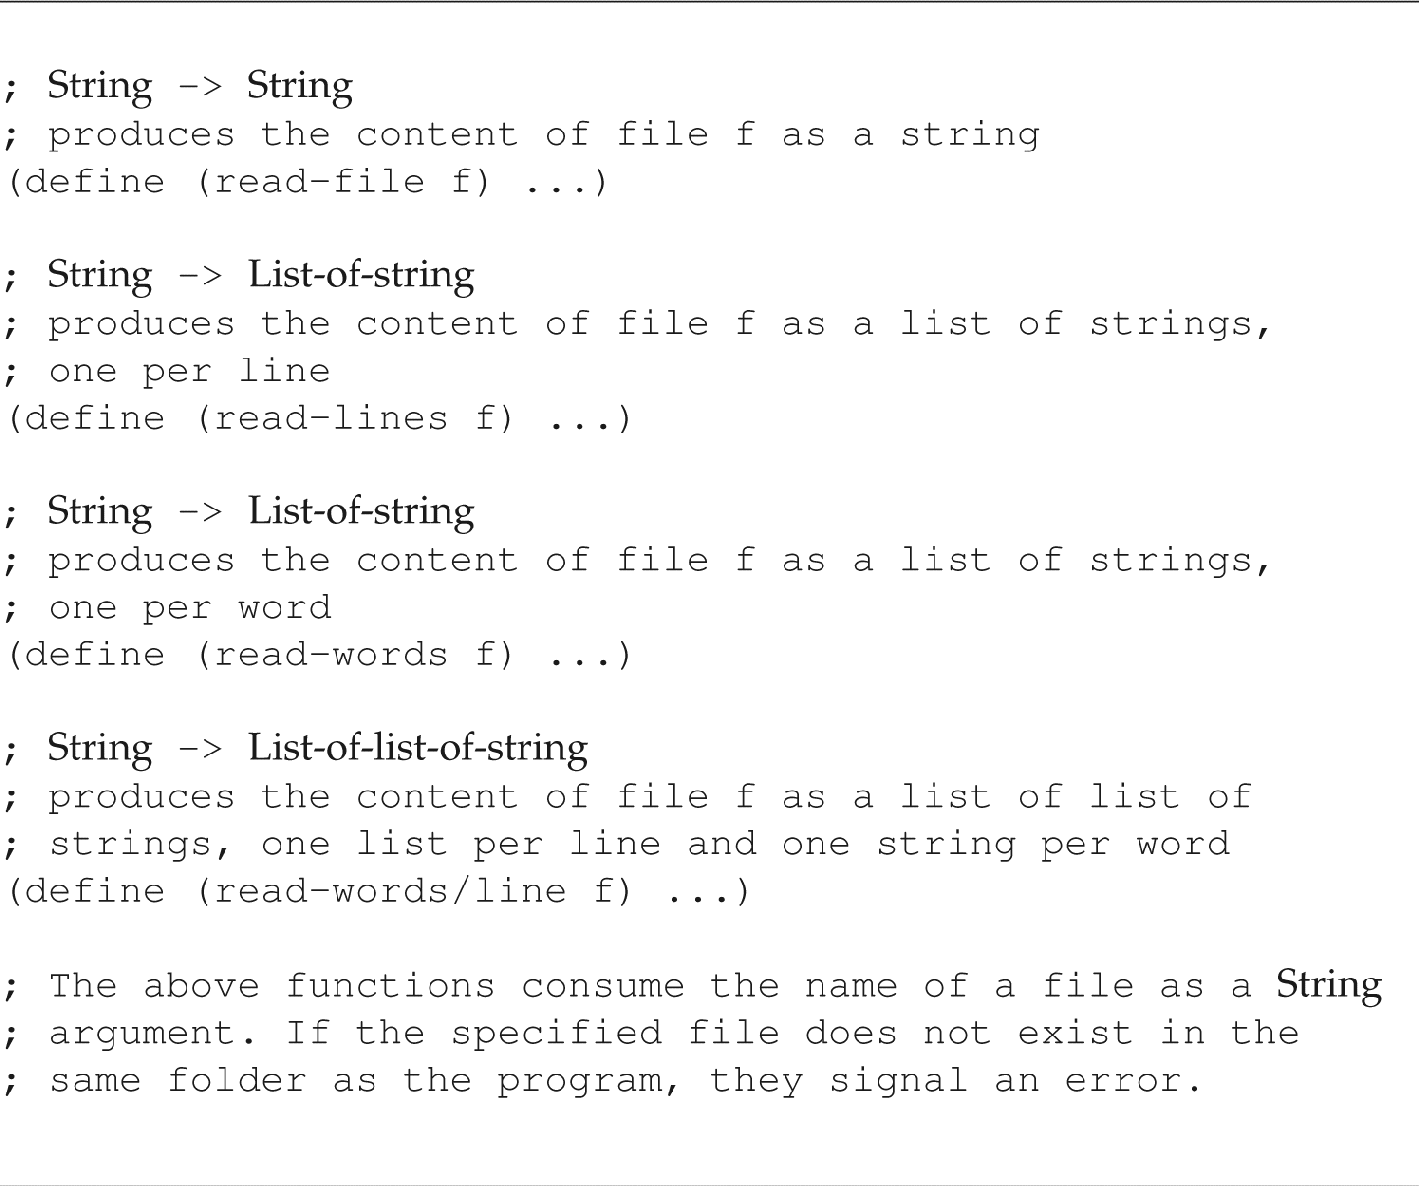 ; String -> String
; produces the content of file f as a string
(define (read-file f) ...)
; String -> List-of-string
; produces the content of file f as a list of strings,
; one per line
(define (read-lines f) ...)
; String -> List-of-string
; produces the content of file f as a list of strings,
; one per word
(define (read-words f) ...)
; String -> List-of-list-of-string
; produces the content of file f as a list of list of
; strings, one list per line and one string per word
(define (read-words/line f) ...)
; The above functions consume the name of a file as a String
; argument. If the specified file does not exist in the
; same folder as the program, they signal an error.